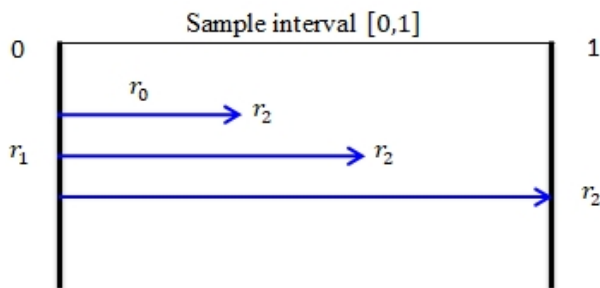 Sample interval [0,1]
0 1
r₀
r₂
r₁ r₂
r₂